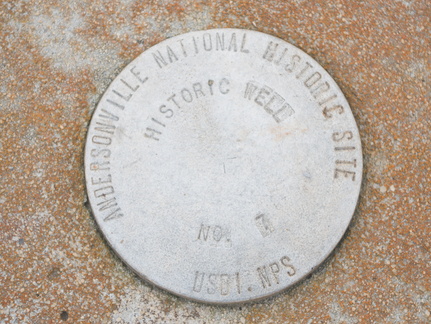 ANDERSONVILLE NATIONAL HISTORIC SITE
HISTORIC WELL
NO.
USDI. NPS